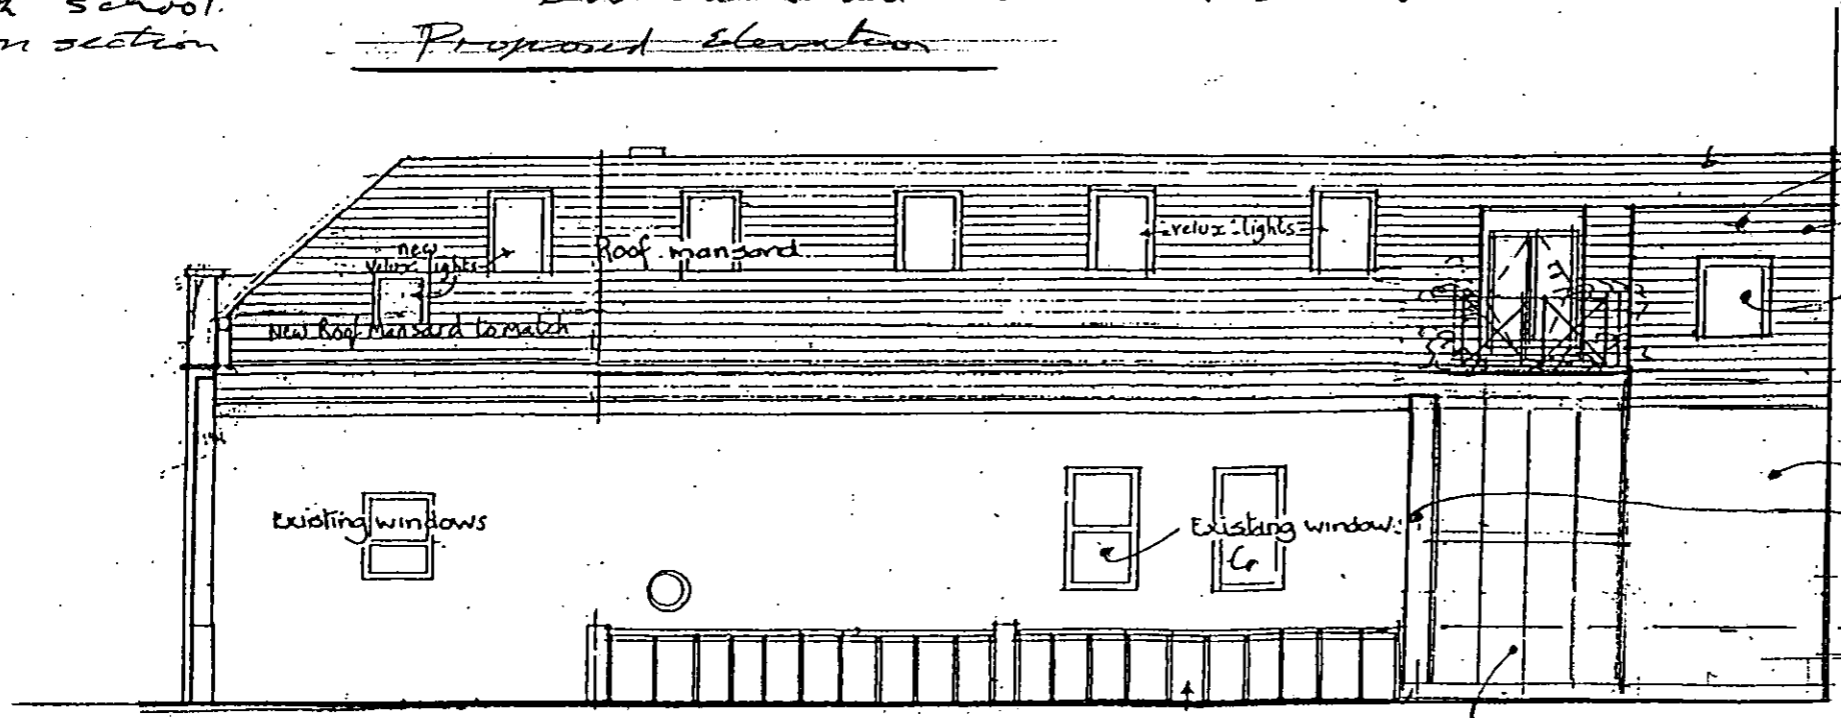 school.
section
Proposed Elevation
new
velux lights
Roof mansard
velux lights
New Roof Mansard to match
Existing windows
Existing window